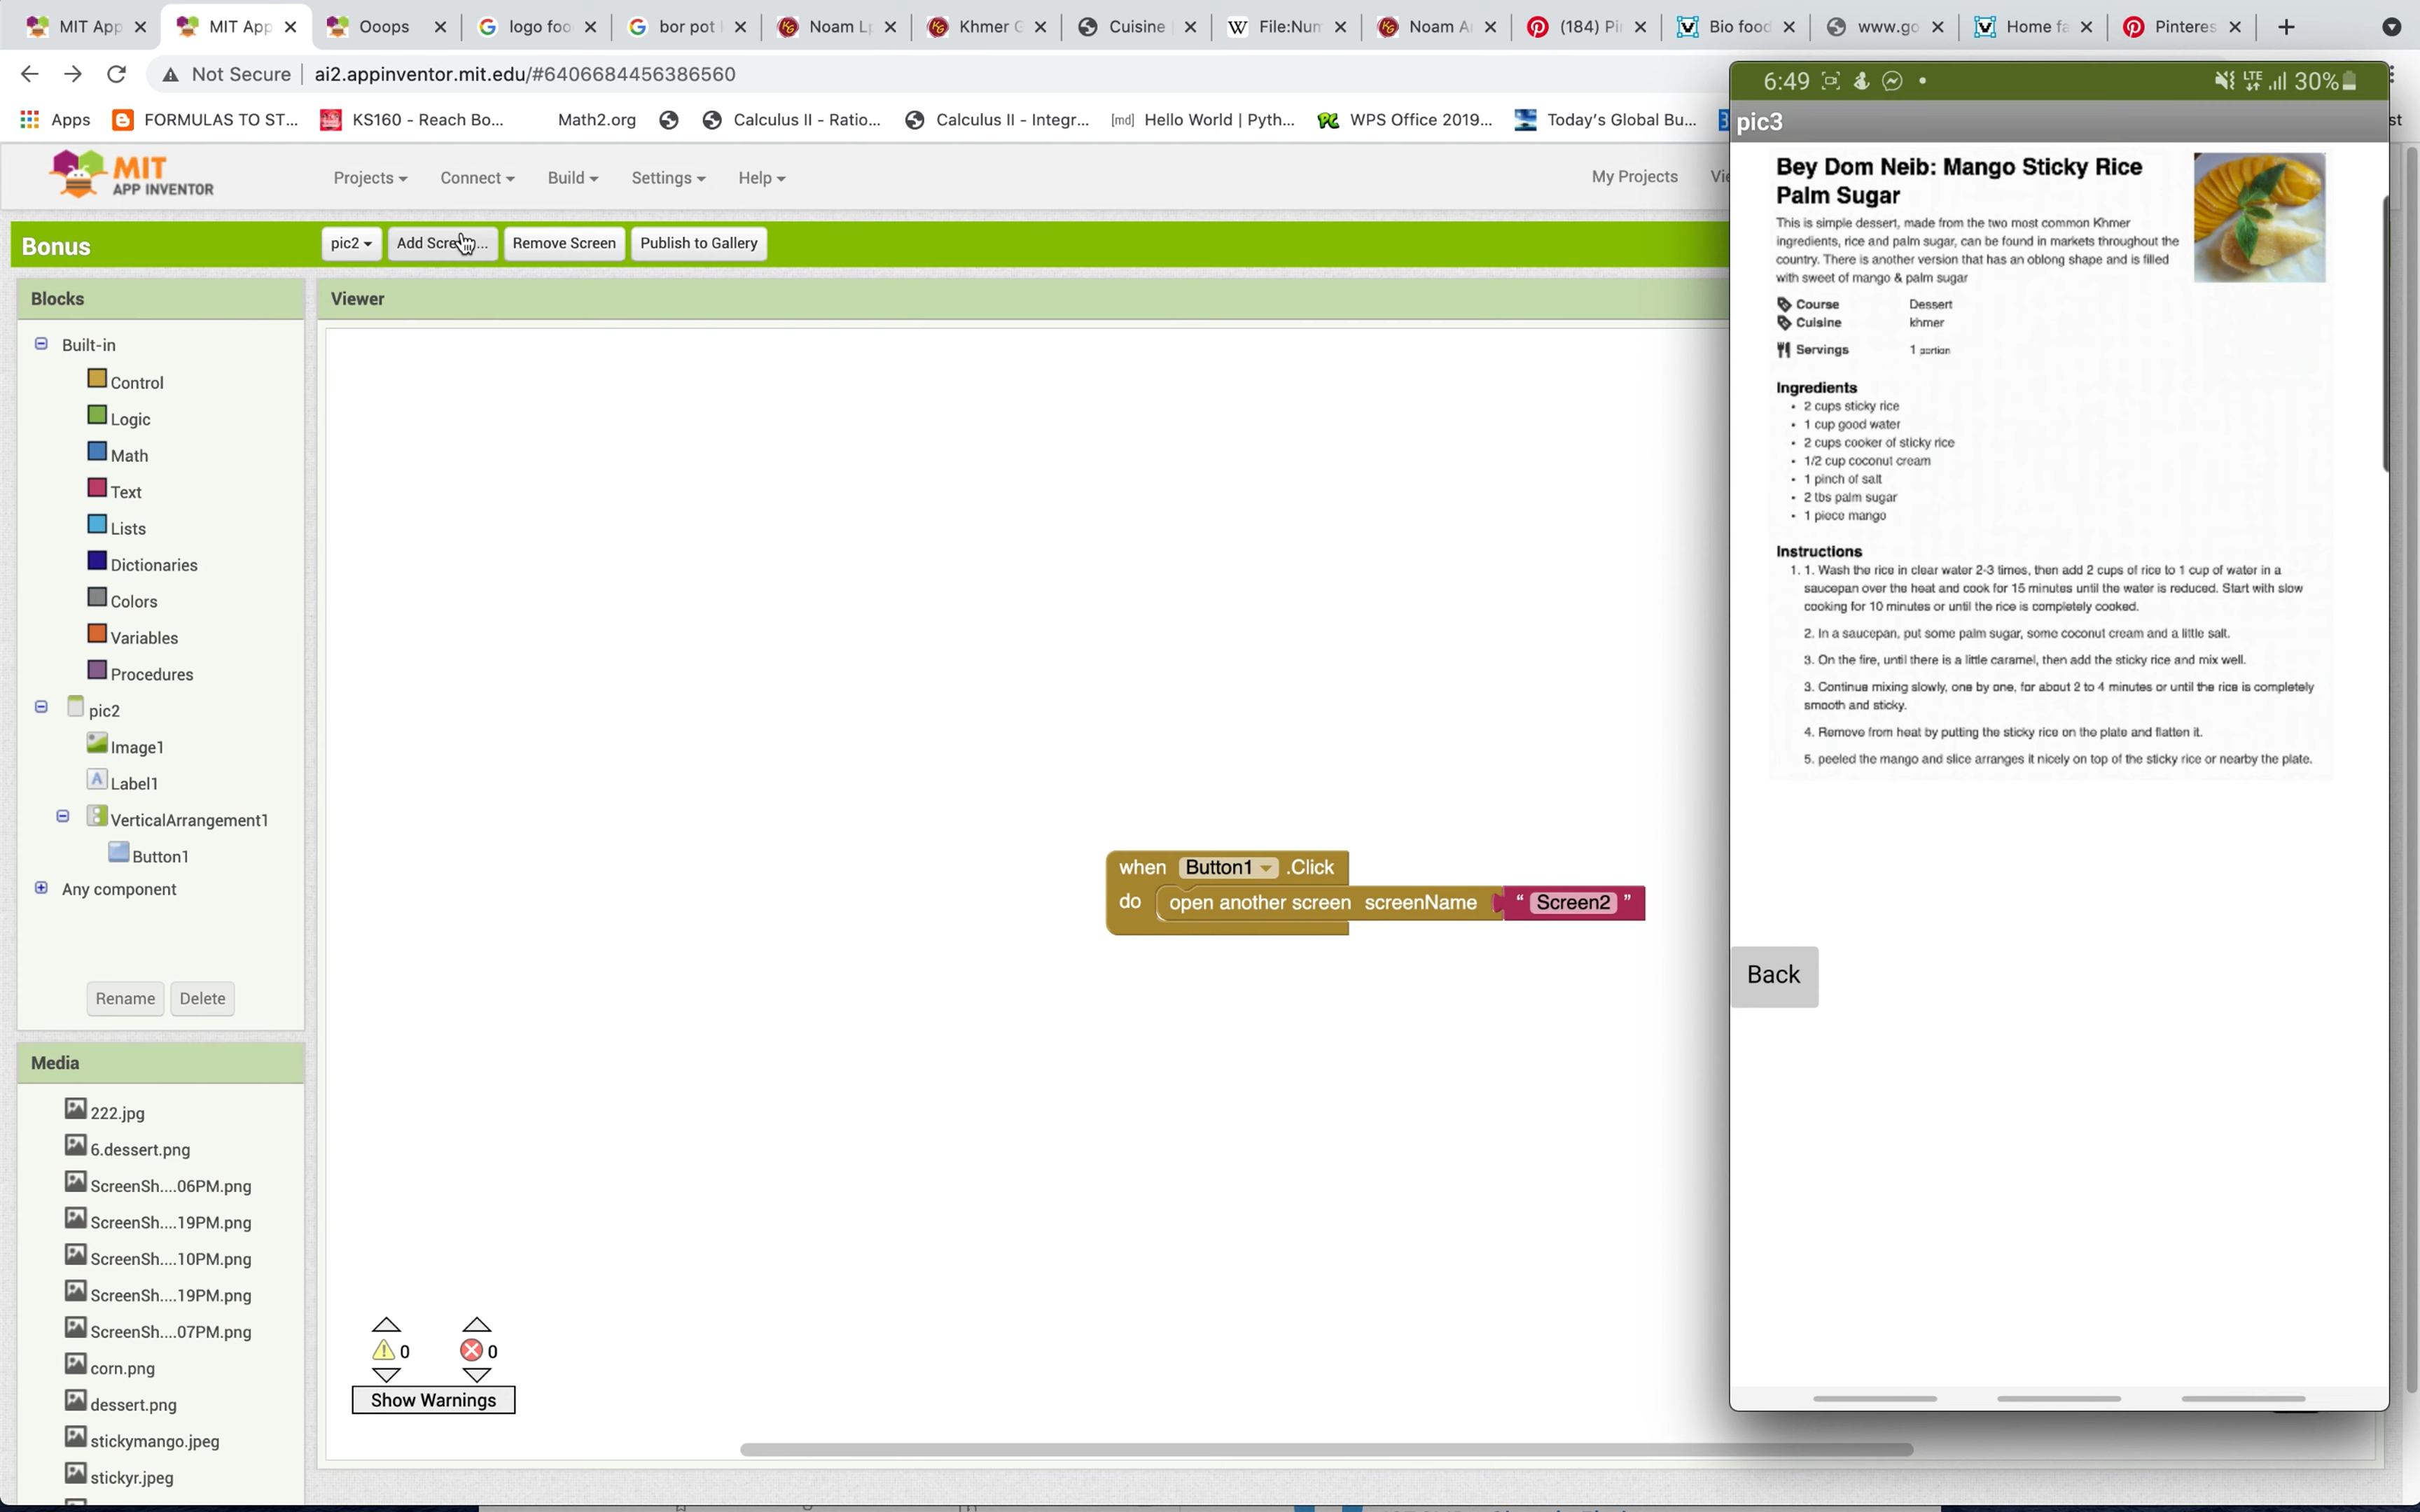 MIT App
MIT App
Ooops
logo foo
bor pot
Noam L
Khmer G
Cuisine
File:Num
Noam A
(184) Pi
Bio food
www.go
Home fa
Pinteres
Not Secure
ai2.appinventor.mit.edu/#6406684456386560
Apps
FORMULAS TO ST...
KS160 - Reach Bo...
Math2.org
Calculus II - Ratio...
Calculus II - Integr...
[md] Hello World | Pyth...
WPS Office 2019...
Today's Global Bu...
st
MIT
APP INVENTOR
Projects
Connect
Build
Settings
Help
My Projects
Vie
Bonus
pic2
Add Scre...
Remove Screen
Publish to Gallery
Blocks
Viewer
Built-in
Control
Logic
Math
Text
Lists
Dictionaries
Colors
Variables
Procedures
pic2
Image1
A Label1
VerticalArrangement1
Button1
Any component
Rename
Delete
Media
222.jpg
6.dessert.png
ScreenSh....06PM.png
ScreenSh....19PM.png
ScreenSh....10PM.png
ScreenSh....19PM.png
ScreenSh....07PM.png
corn.png
dessert.png
stickymango.jpeg
stickyr.jpeg
when Button1 .Click
do open another screen screenName “ Screen2 ”
0
0
Show Warnings
6:49
LTE 30%
pic3
Bey Dom Neib: Mango Sticky Rice
Palm Sugar
This is simple dessert, made from the two most common Khmer
ingredients, rice and palm sugar, can be found in markets throughout the
country. There is another version that has an oblong shape and is filled
with sweet of mango & palm sugar
Course Dessert
Cuisine khmer
Servings 1 portion
Ingredients
• 2 cups sticky rice
• 1 cup good water
• 2 cups cooker of sticky rice
• 1/2 cup coconut cream
• 1 pinch of salt
• 2 tbs palm sugar
• 1 piece mango
Instructions
1. 1. Wash the rice in clear water 2-3 times, then add 2 cups of rice to 1 cup of water in a
saucepan over the heat and cook for 15 minutes until the water is reduced. Start with slow
cooking for 10 minutes or until the rice is completely cooked.
2. In a saucepan, put some palm sugar, some coconut cream and a little salt.
3. On the fire, until there is a little caramel, then add the sticky rice and mix well.
3. Continue mixing slowly, one by one, for about 2 to 4 minutes or until the rice is completely
smooth and sticky.
4. Remove from heat by putting the sticky rice on the plate and flatten it.
5. peeled the mango and slice arranges it nicely on top of the sticky rice or nearby the plate.
Back